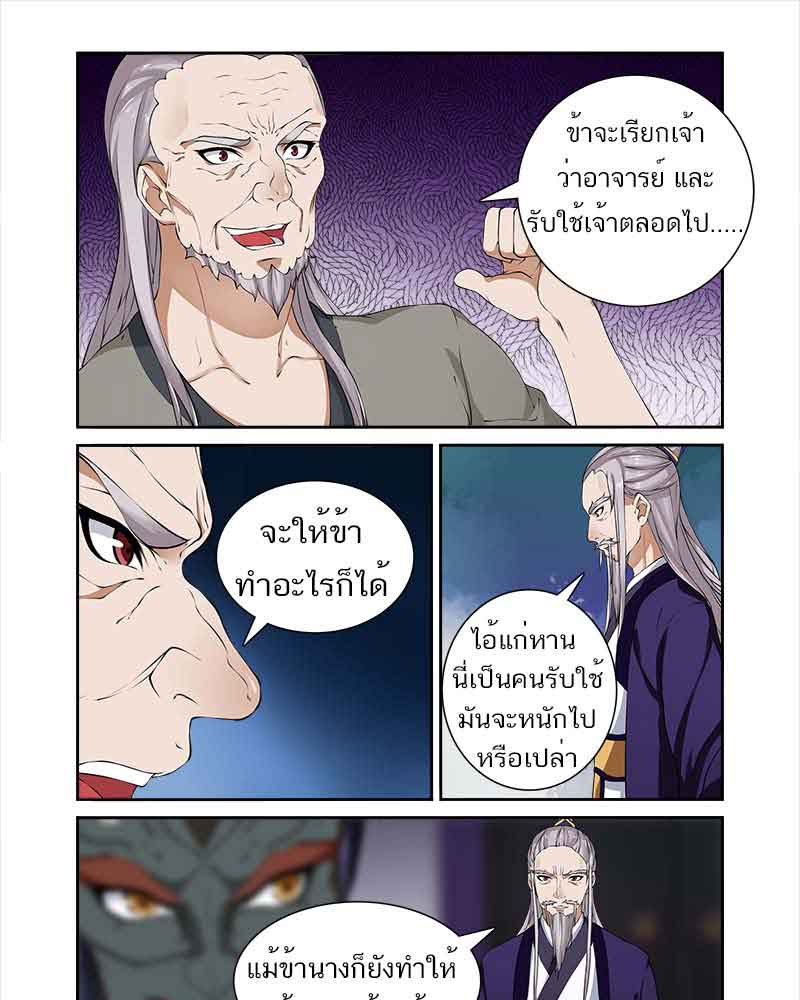 ข้าจะเรียกเจ้า
ว่าอาจารย์ และ
รับใช้เจ้าตลอดไป.....
จะให้ข้า
ทำอะไรก็ได้
ไอ้แก่หาน
นี่เป็นคนรับใช้
มันจะหนักไป
หรือเปล่า
แม้ข้านางก็ยังทำให้